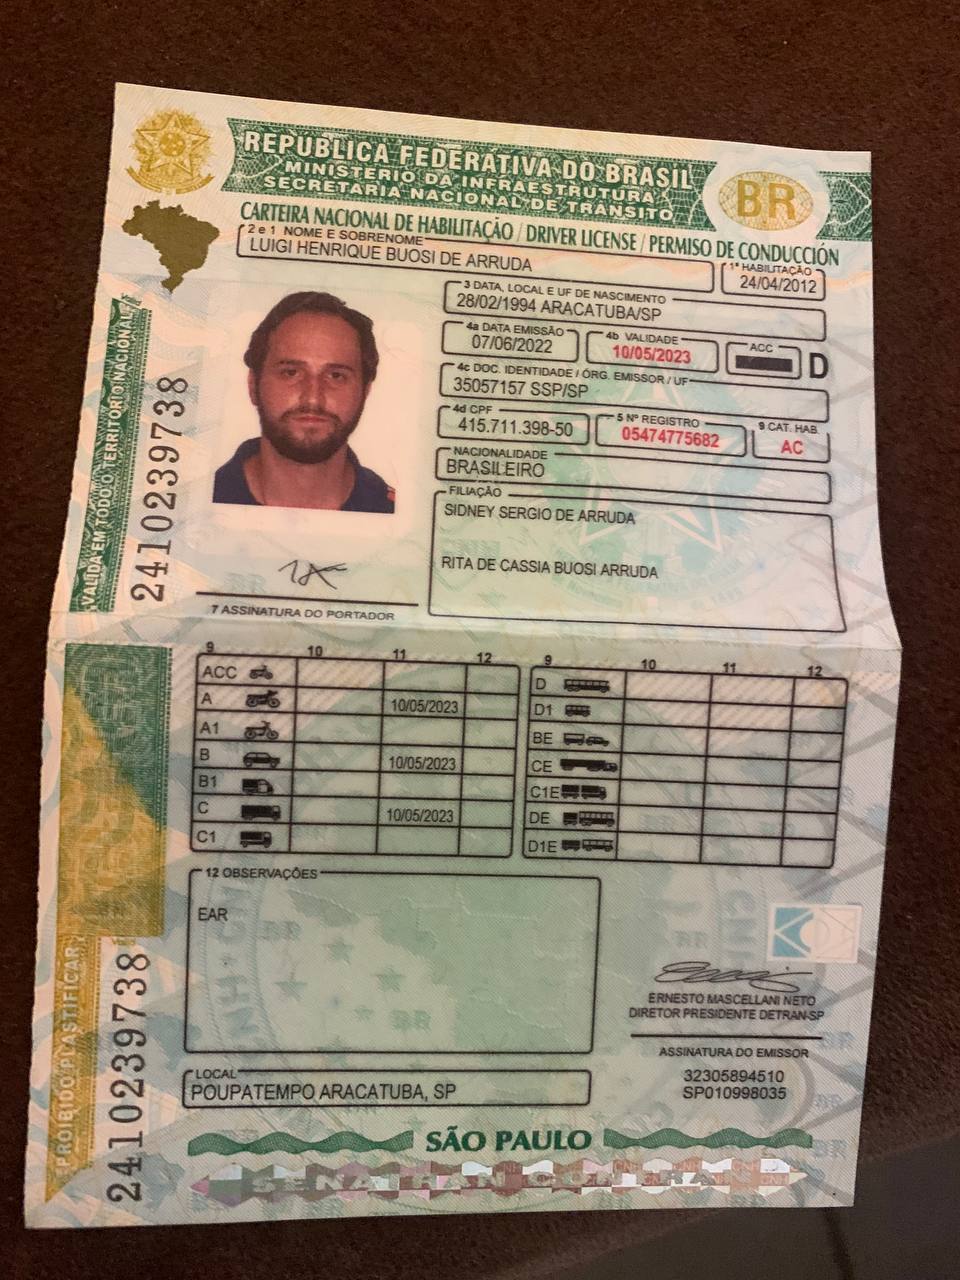 REPÚBLICA FEDERATIVA DO BRASIL
MINISTÉRIO DA INFRAESTRUTURA
SECRETARIA NACIONAL DE TRÂNSITO
BR
CARTEIRA NACIONAL DE HABILITAÇÃO / DRIVER LICENSE / PERMISO DE CONDUCCIÓN
2 e 1 NOME E SOBRENOME
LUIGI HENRIQUE BUOSI DE ARRUDA
1ª HABILITAÇÃO
24/04/2012
3 DATA, LOCAL E UF DE NASCIMENTO
28/02/1994 ARACATUBA/SP
4a DATA EMISSÃO
07/06/2022
4b VALIDADE
10/05/2023
ACC
D
4c DOC. IDENTIDADE / ÓRG. EMISSOR / UF
35057157 SSP/SP
4d CPF
415.711.398-50
5 Nº REGISTRO
05474775682
9 CAT. HAB.
AC
NACIONALIDADE
BRASILEIRO
FILIAÇÃO
SIDNEY SERGIO DE ARRUDA
RITA DE CASSIA BUOSI ARRUDA
7 ASSINATURA DO PORTADOR
VÁLIDA EM TODO O TERRITÓRIO NACIONAL
24102397​38
9 10 11 12
ACC
A 10/05/2023
A1
B 10/05/2023
B1
C 10/05/2023
C1
9 10 11 12
D
D1
BE
CE
C1E
DE
D1E
12 OBSERVAÇÕES
EAR
PROIBIDO PLASTIFICAR
2410239738
ERNESTO MASCELLANI NETO
DIRETOR PRESIDENTE DETRAN-SP
ASSINATURA DO EMISSOR
32305894510
SP010998035
LOCAL
POUPATEMPO ARACATUBA, SP
SÃO PAULO
SENATRAN CONTRAN